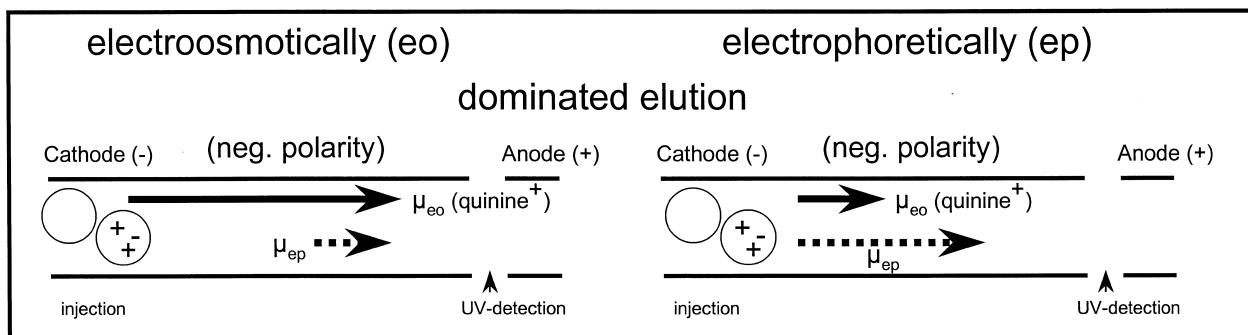 electroosmotically (eo) electrophoretically (ep)
dominated elution
Cathode (-) (neg. polarity) Anode (+) Cathode (-) (neg. polarity) Anode (+)
μeo (quinine+) μeo (quinine+)
+ - + + - +
μep μep
injection UV-detection injection UV-detection